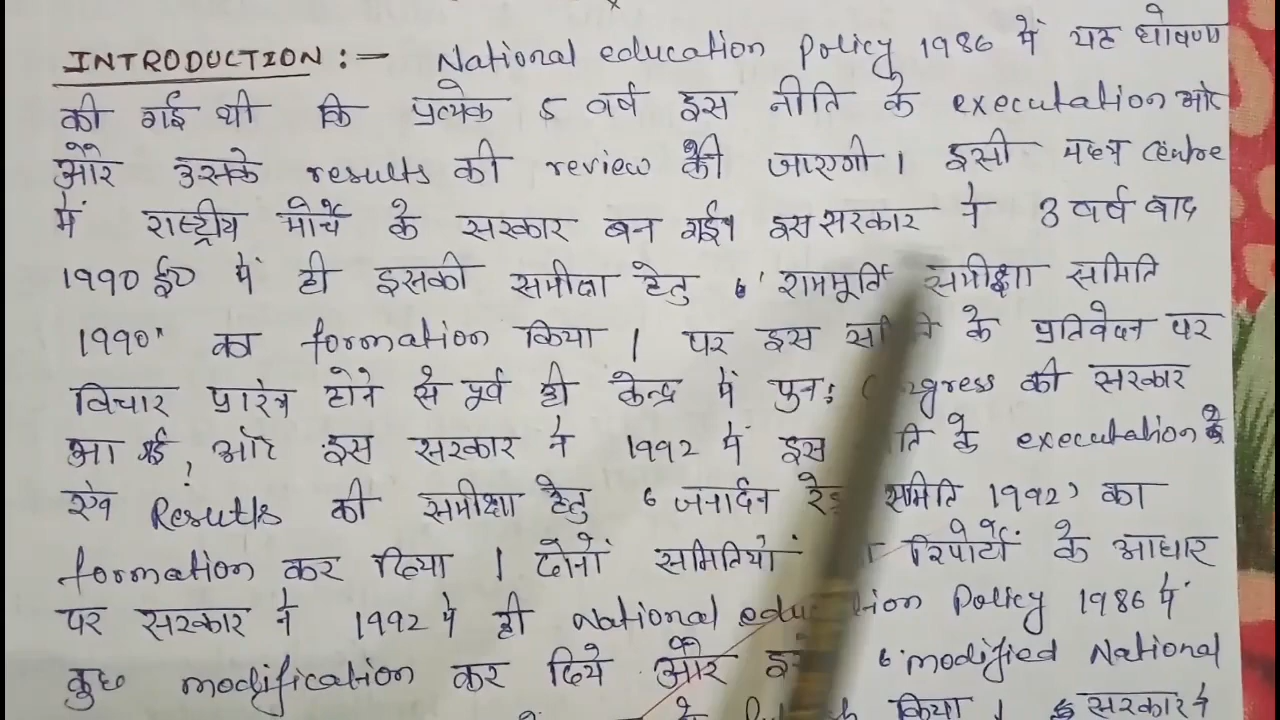 INTRODUCTION :- National education Policy 1986 में यह घोषणा
की गई थी कि प्रत्येक 5 वर्ष इस नीति के executation और
और उसके results की review की जाएगी। इसी मध्य Centre
में राष्ट्रीय मोर्चे के सरकार बन गई। इस सरकार ने 3 वर्ष बाद
1990 ई० में ही इसकी समीक्षा हेतु ' राममूर्ति समीक्षा समिति
1990" का formation किया । पर इस के प्रतिवेदन पर
विचार प्रारंभ होने से पूर्व ही केन्द्र में पुनः की सरकार
आ गई, और इस सरकार ने 1992 में इस के executation के
एंव Results की समीक्षा हेतु ' जनार्दन समिति 1992' का
formation कर दिया । दोनों समितियों रिपोर्टों के आधार
पर सरकार ने 1992 में ही National education Policy 1986 में
कुछ modification कर दिये और ' modified National
किया । सरकार ने